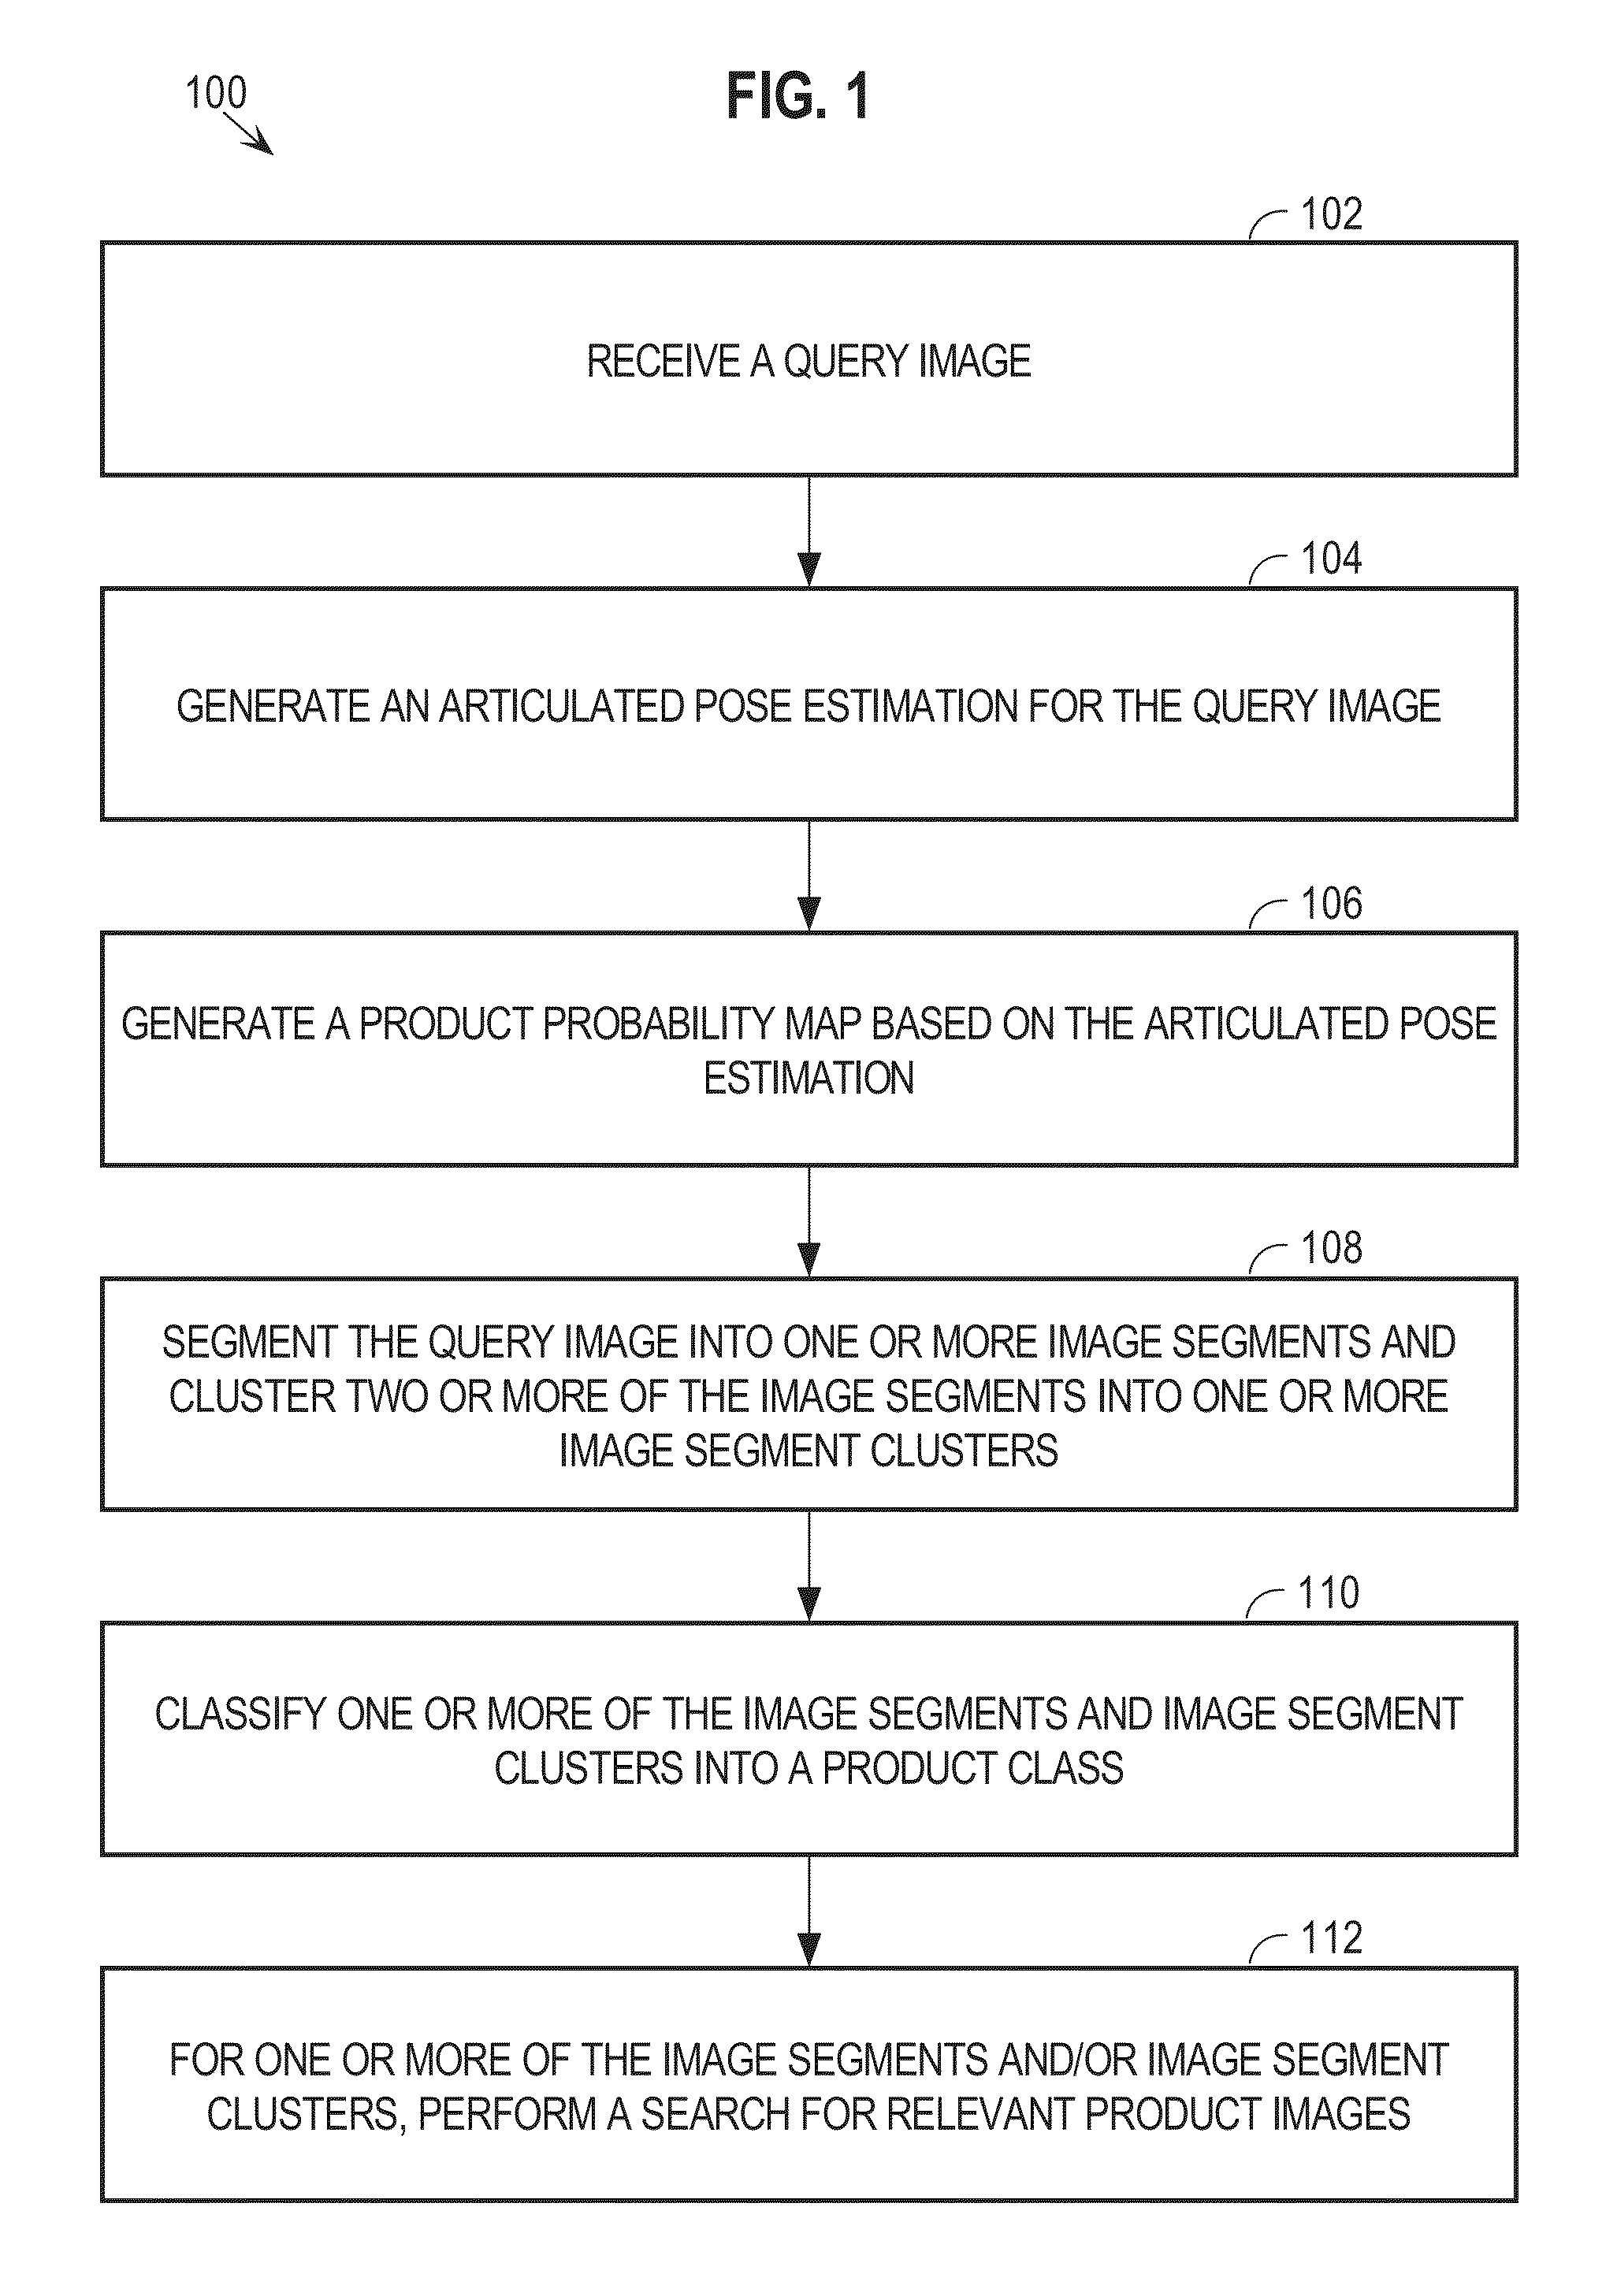 FIG. 1
100
102
RECEIVE A QUERY IMAGE
104
GENERATE AN ARTICULATED POSE ESTIMATION FOR THE QUERY IMAGE
106
GENERATE A PRODUCT PROBABILITY MAP BASED ON THE ARTICULATED POSE
ESTIMATION
108
SEGMENT THE QUERY IMAGE INTO ONE OR MORE IMAGE SEGMENTS AND
CLUSTER TWO OR MORE OF THE IMAGE SEGMENTS INTO ONE OR MORE
IMAGE SEGMENT CLUSTERS
110
CLASSIFY ONE OR MORE OF THE IMAGE SEGMENTS AND IMAGE SEGMENT
CLUSTERS INTO A PRODUCT CLASS
112
FOR ONE OR MORE OF THE IMAGE SEGMENTS AND/OR IMAGE SEGMENT
CLUSTERS, PERFORM A SEARCH FOR RELEVANT PRODUCT IMAGES